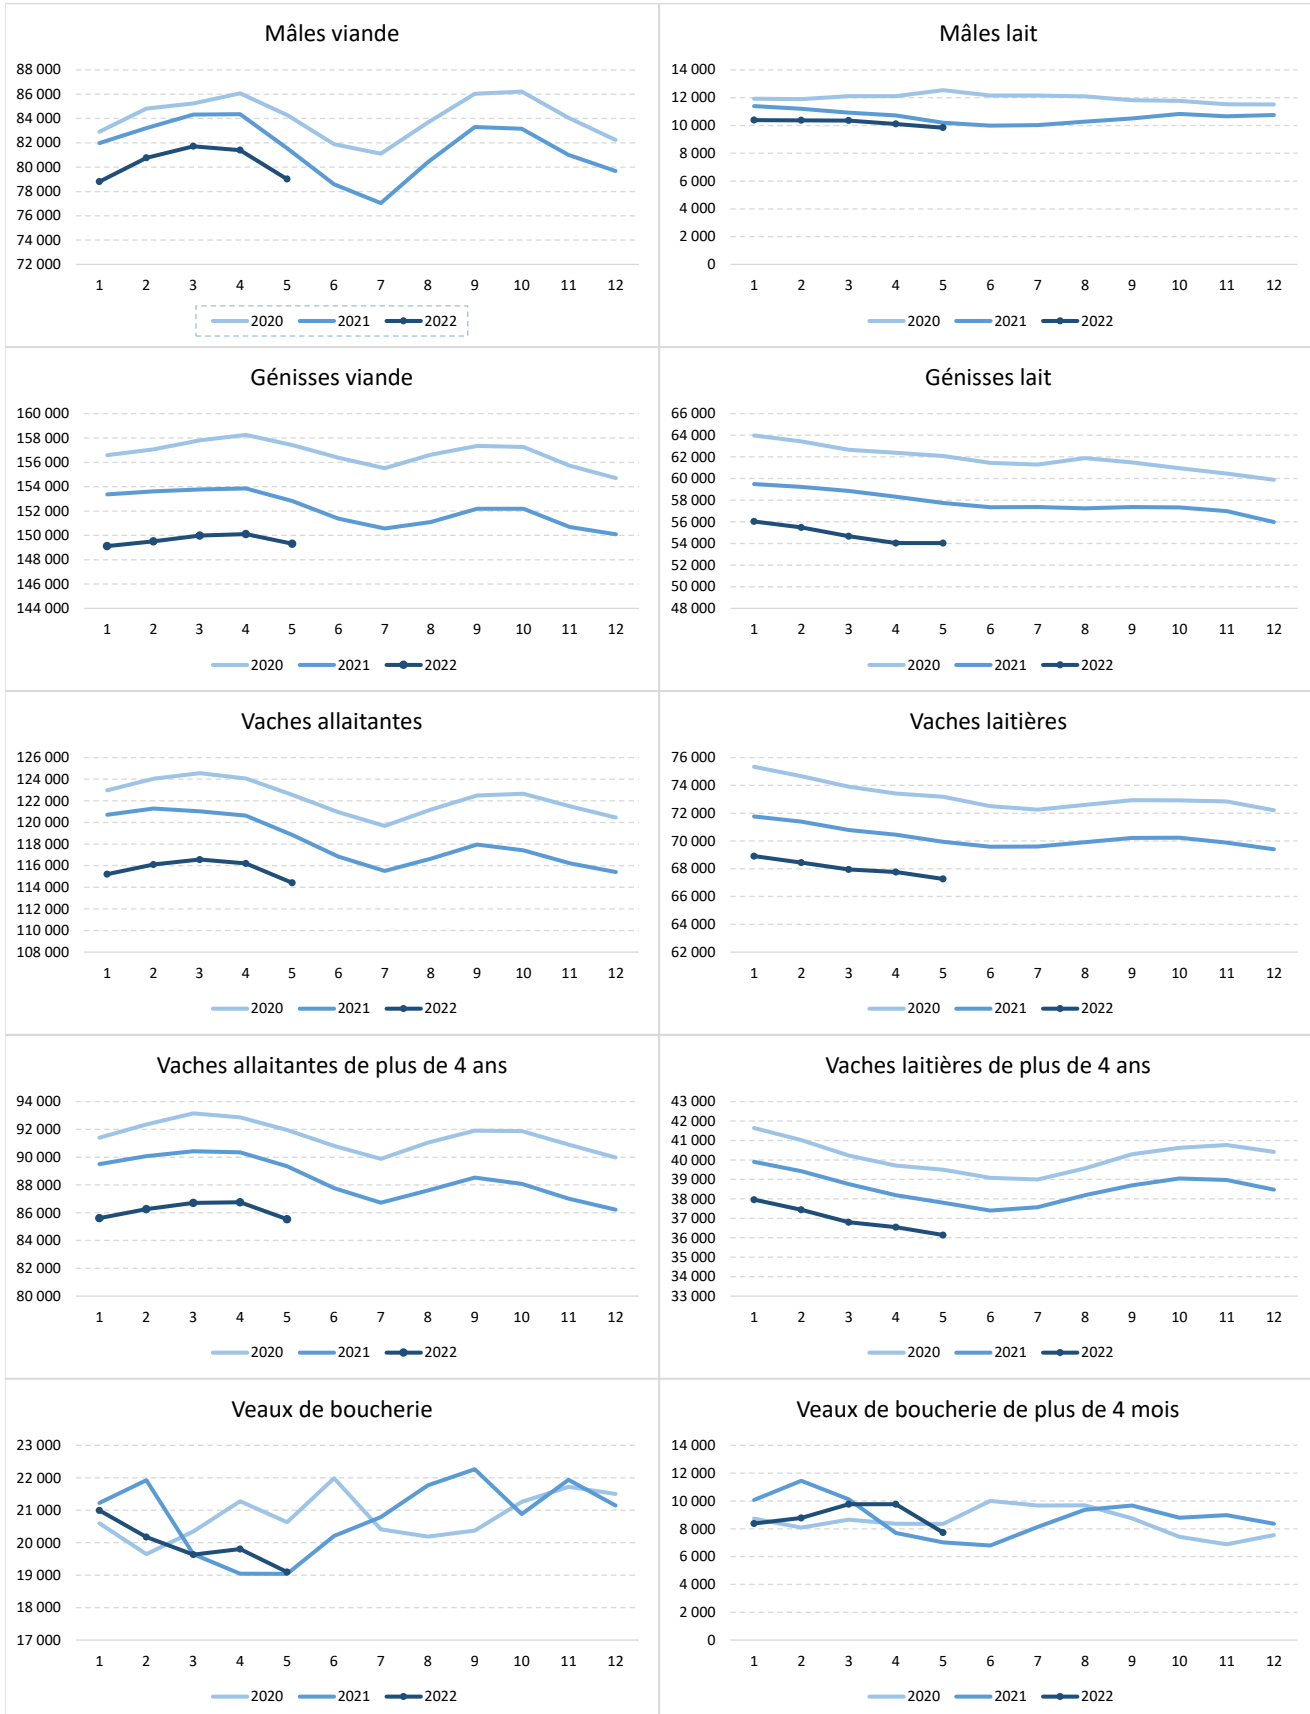 Mâles viande
88 000
86 000
84 000
82 000
80 000
78 000
76 000
74 000
72 000
1 2 3 4 5 6 7 8 9 10 11 12
2020 2021 2022
Mâles lait
14 000
12 000
10 000
8 000
6 000
4 000
2 000
0
1 2 3 4 5 6 7 8 9 10 11 12
2020 2021 2022
Génisses viande
160 000
158 000
156 000
154 000
152 000
150 000
148 000
146 000
144 000
1 2 3 4 5 6 7 8 9 10 11 12
2020 2021 2022
Génisses lait
66 000
64 000
62 000
60 000
58 000
56 000
54 000
52 000
50 000
48 000
1 2 3 4 5 6 7 8 9 10 11 12
2020 2021 2022
Vaches allaitantes
126 000
124 000
122 000
120 000
118 000
116 000
114 000
112 000
110 000
108 000
1 2 3 4 5 6 7 8 9 10 11 12
2020 2021 2022
Vaches laitières
76 000
74 000
72 000
70 000
68 000
66 000
64 000
62 000
1 2 3 4 5 6 7 8 9 10 11 12
2020 2021 2022
Vaches allaitantes de plus de 4 ans
94 000
92 000
90 000
88 000
86 000
84 000
82 000
80 000
1 2 3 4 5 6 7 8 9 10 11 12
2020 2021 2022
Vaches laitières de plus de 4 ans
43 000
42 000
41 000
40 000
39 000
38 000
37 000
36 000
35 000
34 000
33 000
1 2 3 4 5 6 7 8 9 10 11 12
2020 2021 2022
Veaux de boucherie
23 000
22 000
21 000
20 000
19 000
18 000
17 000
1 2 3 4 5 6 7 8 9 10 11 12
2020 2021 2022
Veaux de boucherie de plus de 4 mois
14 000
12 000
10 000
8 000
6 000
4 000
2 000
0
1 2 3 4 5 6 7 8 9 10 11 12
2020 2021 2022